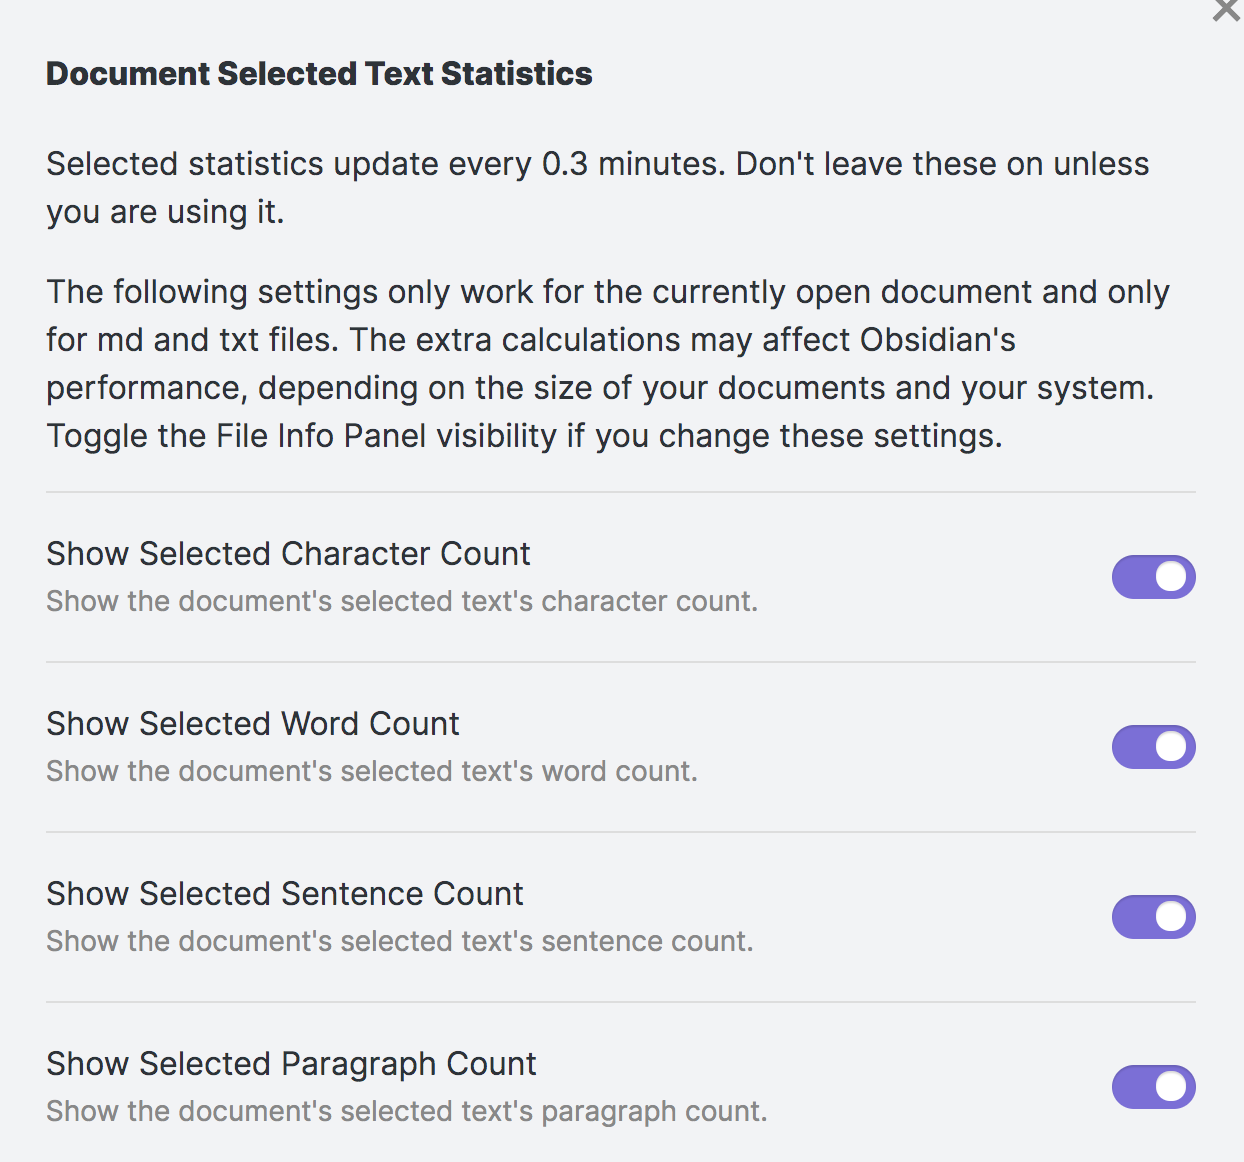 Document Selected Text Statistics
Selected statistics update every 0.3 minutes. Don't leave these on unless
you are using it.
The following settings only work for the currently open document and only
for md and txt files. The extra calculations may affect Obsidian's
performance, depending on the size of your documents and your system.
Toggle the File Info Panel visibility if you change these settings.
Show Selected Character Count
Show the document's selected text's character count.
Show Selected Word Count
Show the document's selected text's word count.
Show Selected Sentence Count
Show the document's selected text's sentence count.
Show Selected Paragraph Count
Show the document's selected text's paragraph count.